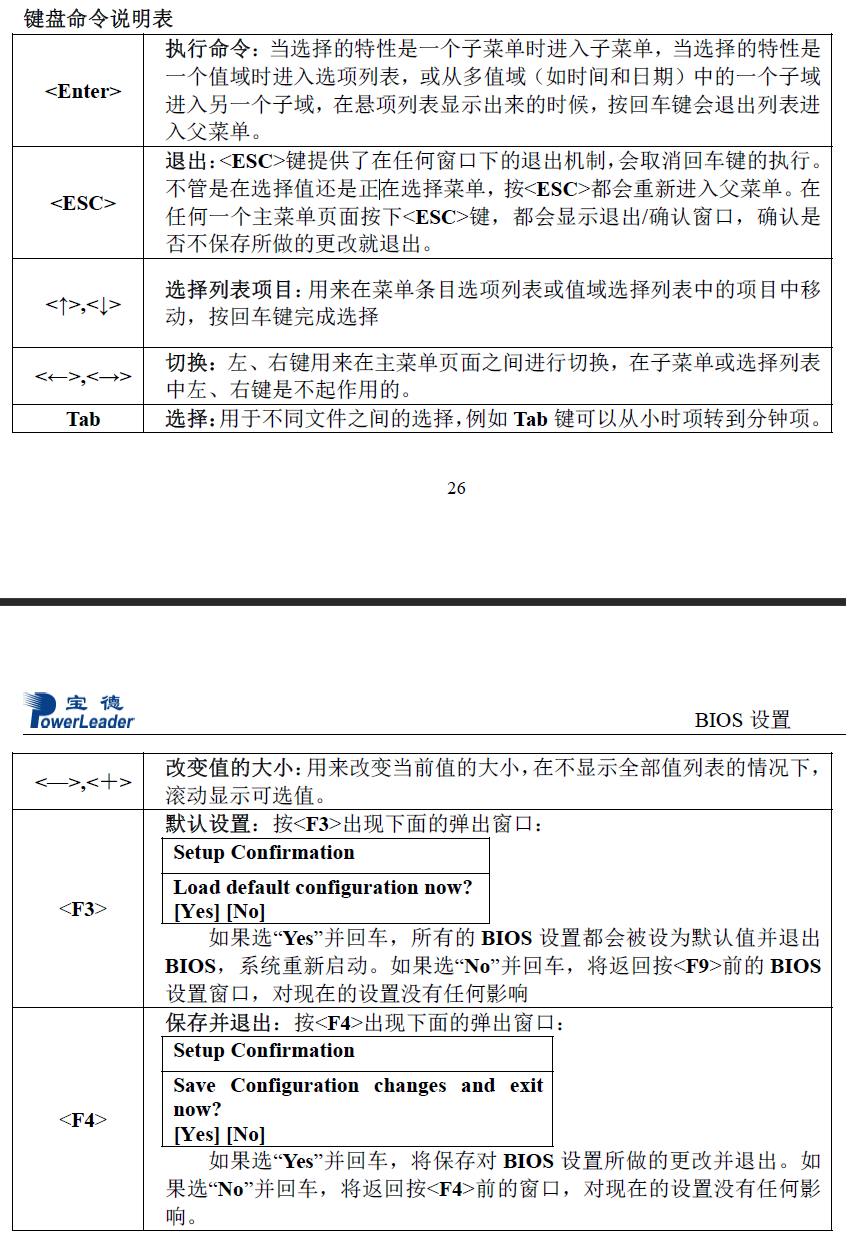 键盘命令说明表
<Enter>
执行命令：当选择的特性是一个子菜单时进入子菜单，当选择的特性是
一个值域时进入选项列表，或从多值域（如时间和日期）中的一个子域
进入另一个子域，在悬项列表显示出来的时候，按回车键会退出列表进
入父菜单。
<ESC>
退出：<ESC>键提供了在任何窗口下的退出机制，会取消回车键的执行。
不管是在选择值还是正在选择菜单，按<ESC>都会重新进入父菜单。在
任何一个主菜单页面按下<ESC>键，都会显示退出/确认窗口，确认是
否不保存所做的更改就退出。
<↑>,<↓>
选择列表项目：用来在菜单条目选项列表或值域选择列表中的项目中移
动，按回车键完成选择
<←>,<→>
切换：左、右键用来在主菜单页面之间进行切换，在子菜单或选择列表
中左、右键是不起作用的。
Tab
选择：用于不同文件之间的选择，例如 Tab 键可以从小时项转到分钟项。
26
宝德
PowerLeader
BIOS 设置
<—>,<＋>
改变值的大小：用来改变当前值的大小，在不显示全部值列表的情况下，
滚动显示可选值。
<F3>
默认设置：按<F3>出现下面的弹出窗口：
Setup Confirmation
Load default configuration now?
[Yes] [No]
如果选“Yes”并回车，所有的 BIOS 设置都会被设为默认值并退出
BIOS，系统重新启动。如果选“No”并回车，将返回按<F9>前的 BIOS
设置窗口，对现在的设置没有任何影响
<F4>
保存并退出：按<F4>出现下面的弹出窗口：
Setup Confirmation
Save Configuration changes and exit
now?
[Yes] [No]
如果选“Yes”并回车，将保存对 BIOS 设置所做的更改并退出。如
果选“No”并回车，将返回按<F4>前的窗口，对现在的设置没有任何影
响。